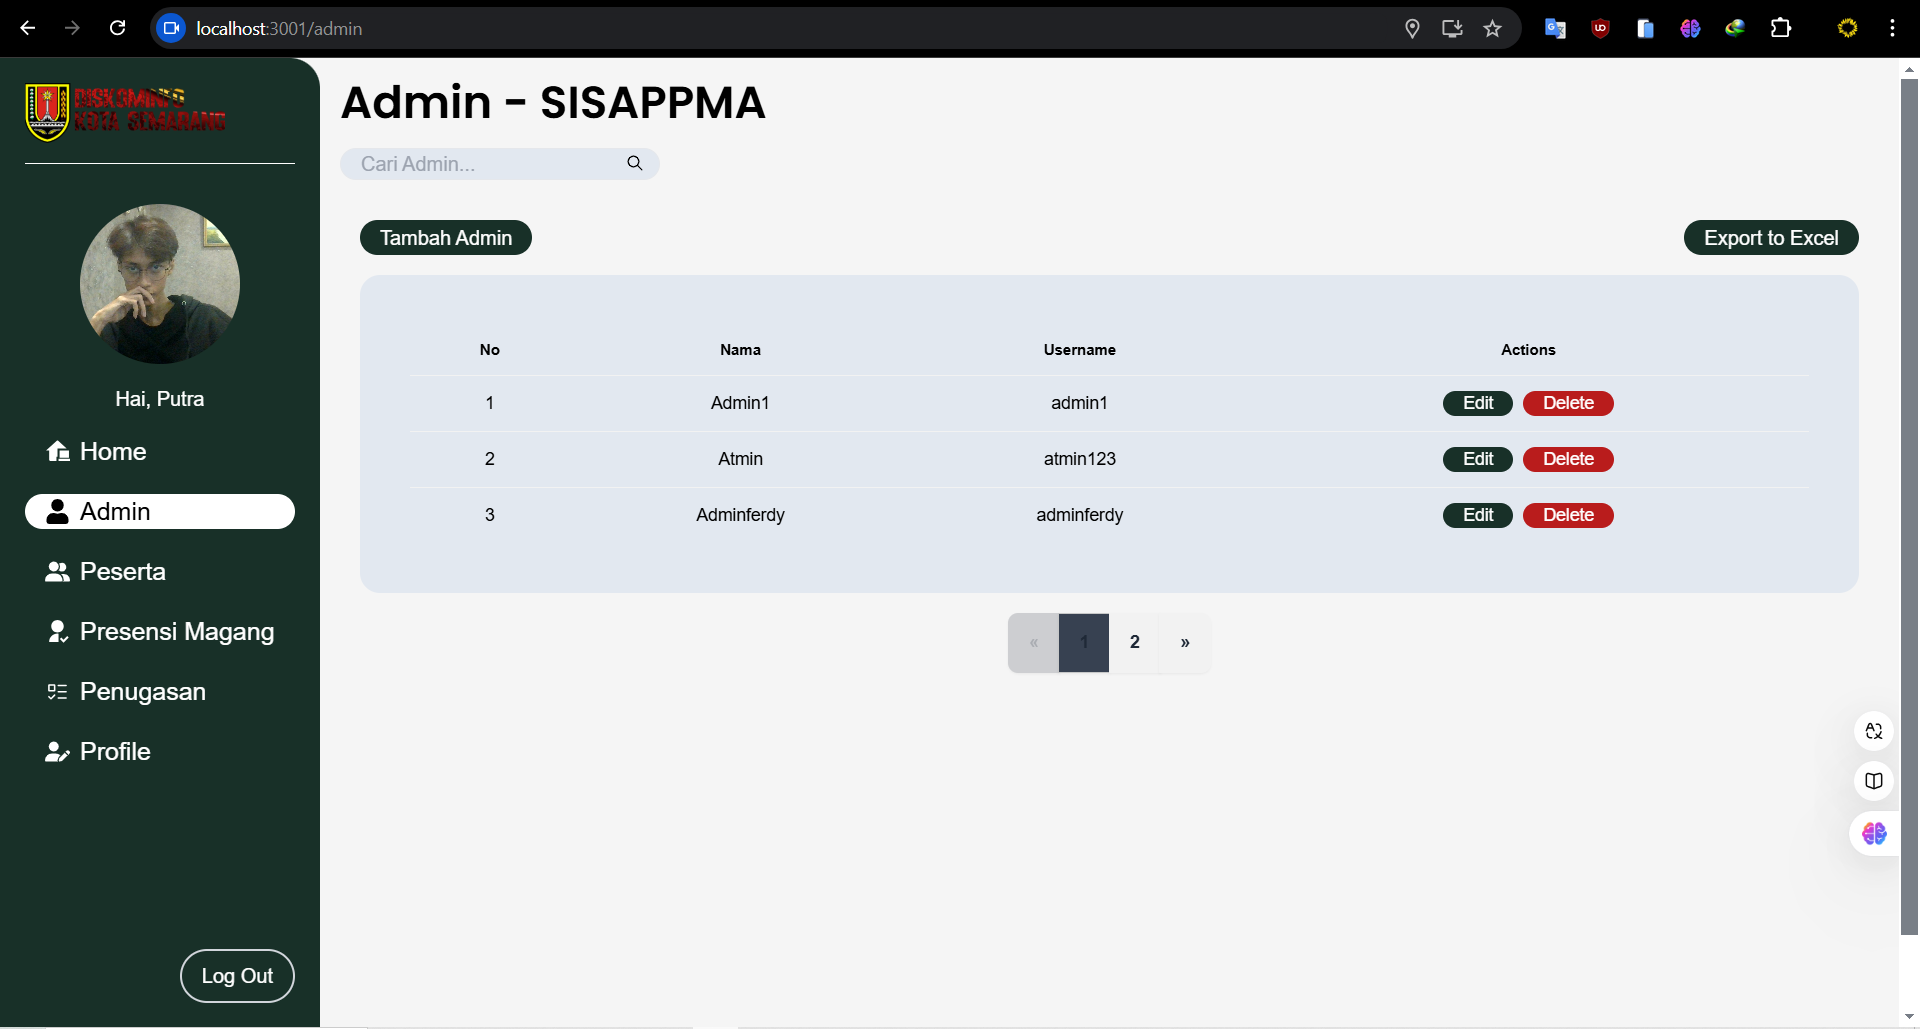 localhost:3001/admin
DISKOMINFO
KOTA SEMARANG
Hai, Putra
Home
Admin
Peserta
Presensi Magang
Penugasan
Profile
Log Out
Admin - SISAPPMA
Cari Admin...
Tambah Admin
Export to Excel
No Nama Username Actions
1 Admin1 admin1 Edit Delete
2 Atmin atmin123 Edit Delete
3 Adminferdy adminferdy Edit Delete
« 1 2 »